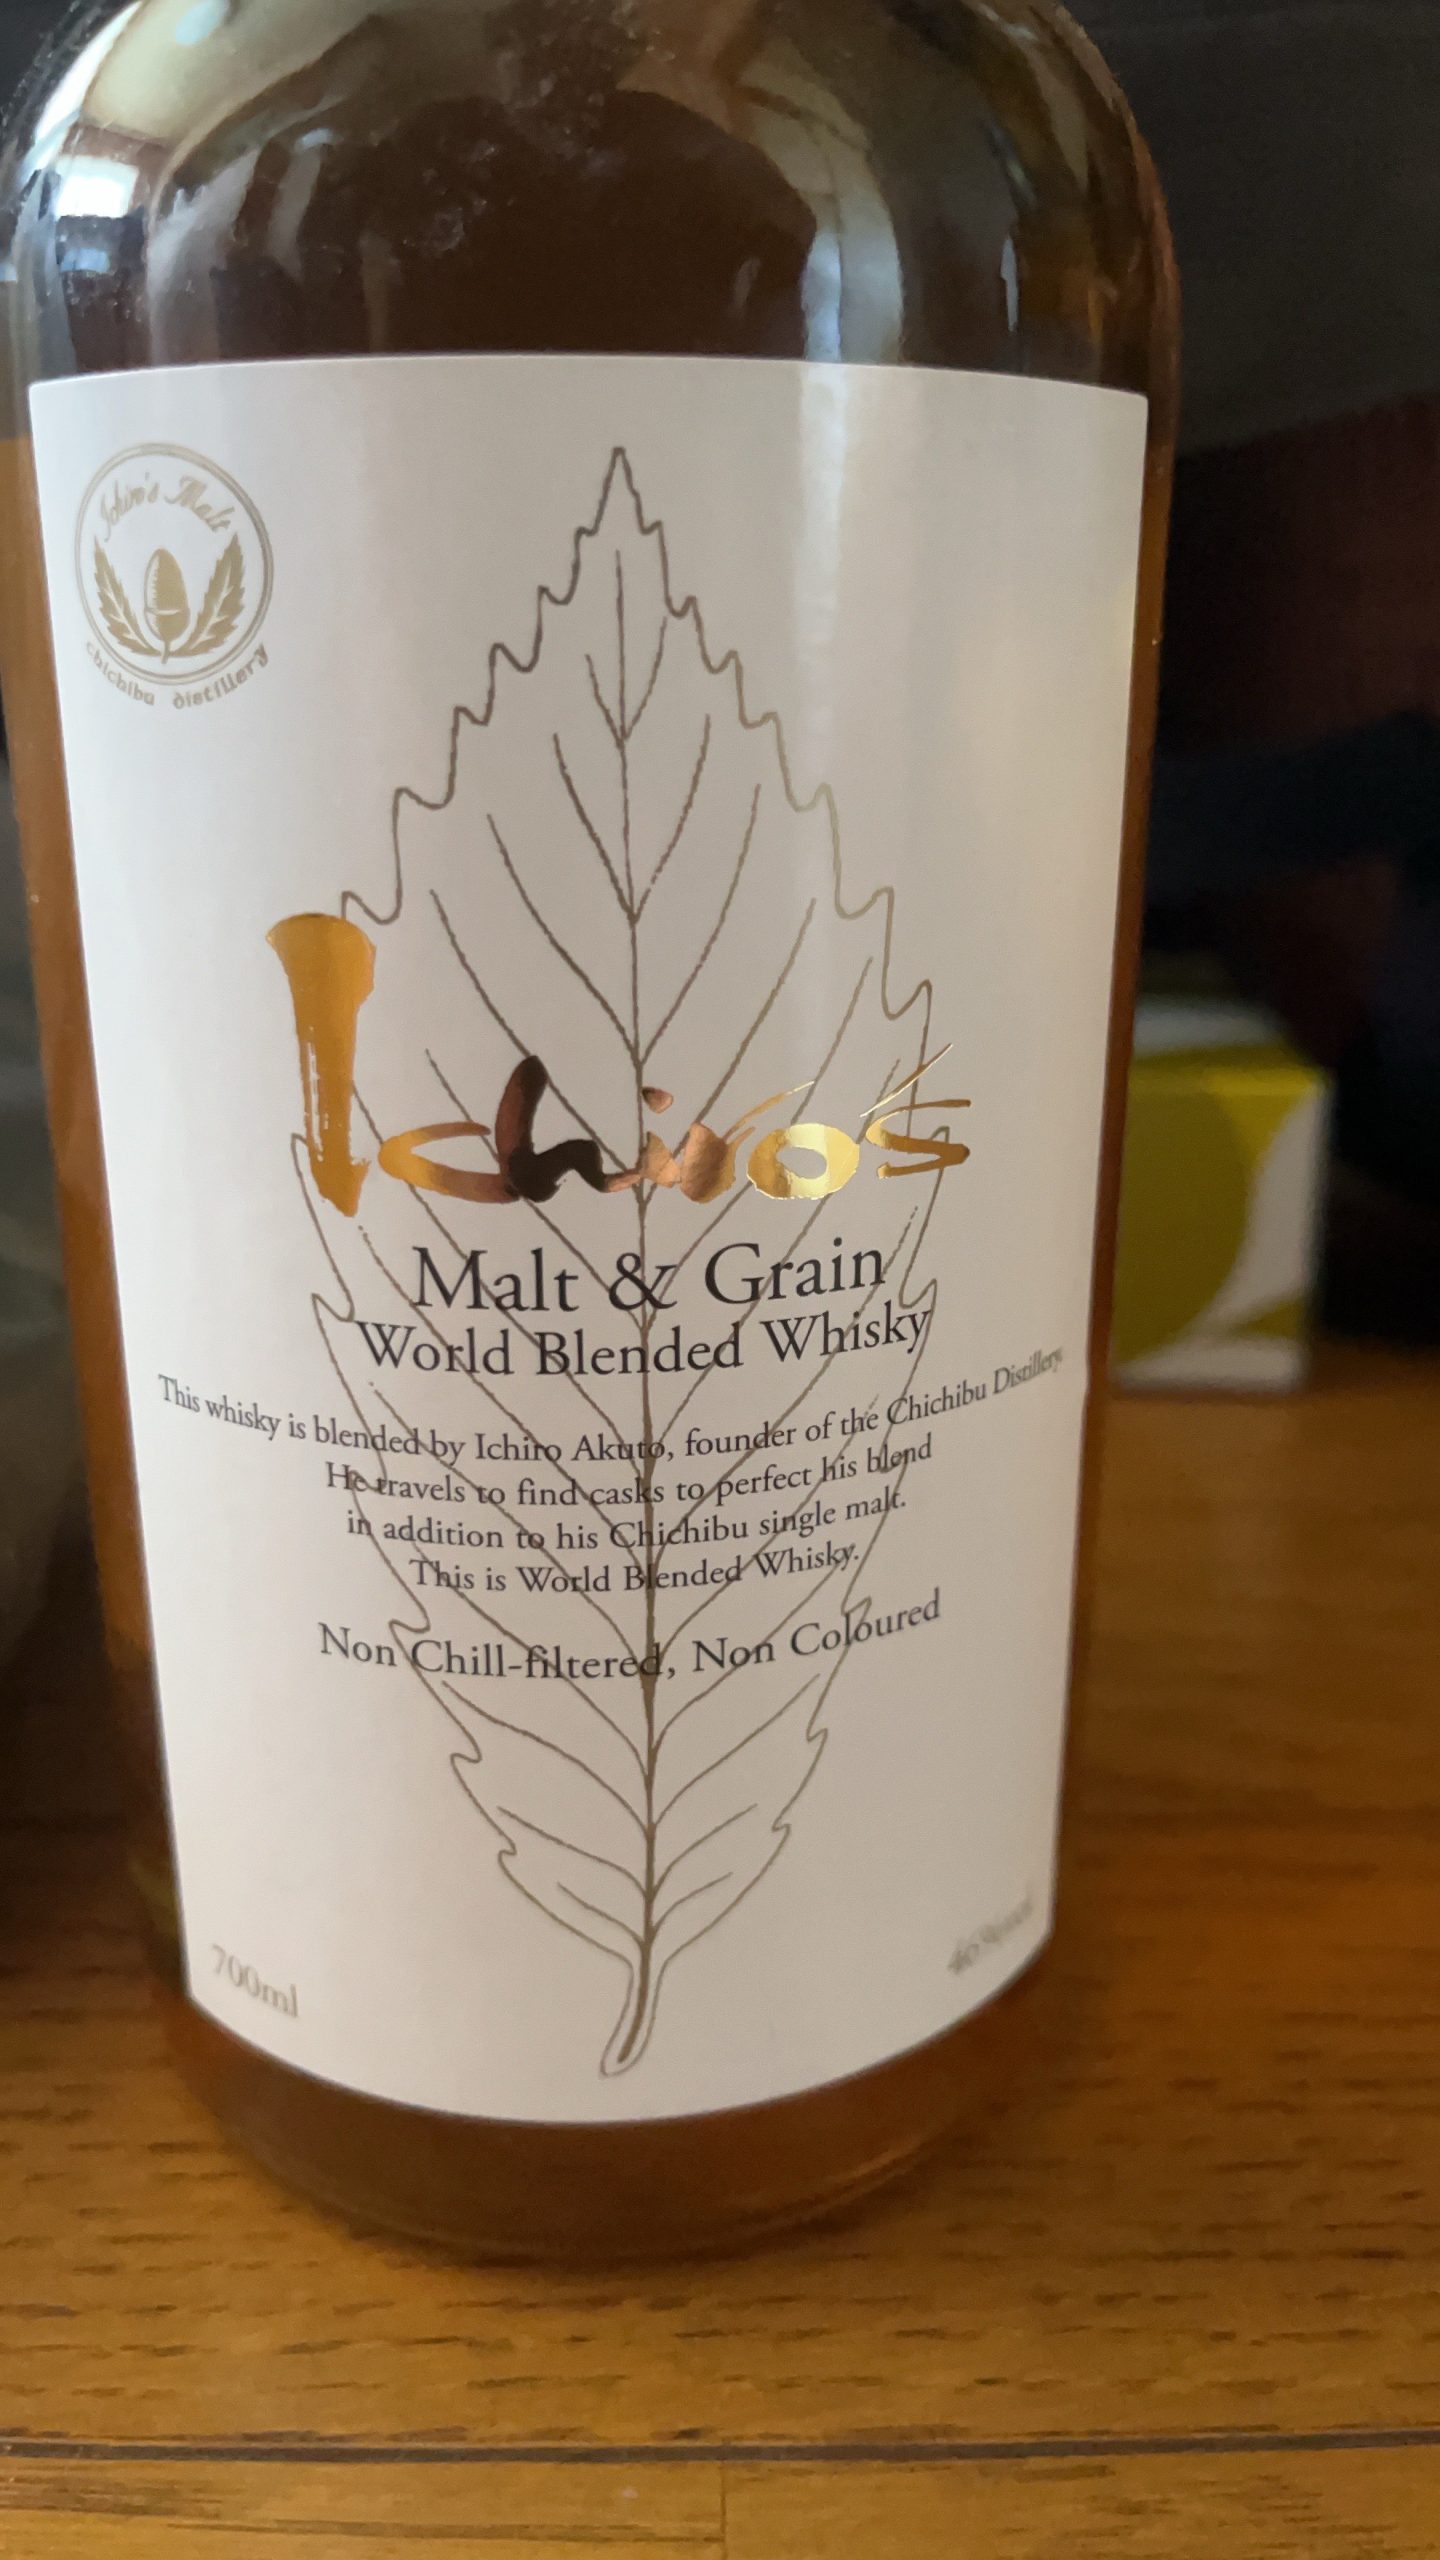 Ichiro's Malt
chichibu distillery
Ichiro's
Malt & Grain
World Blended Whisky
This whisky is blended by Ichiro Akuto, founder of the Chichibu Distillery.
He travels to find casks to perfect his blend
in addition to his Chichibu single malt.
This is World Blended Whisky.
Non Chill-filtered, Non Coloured
700ml